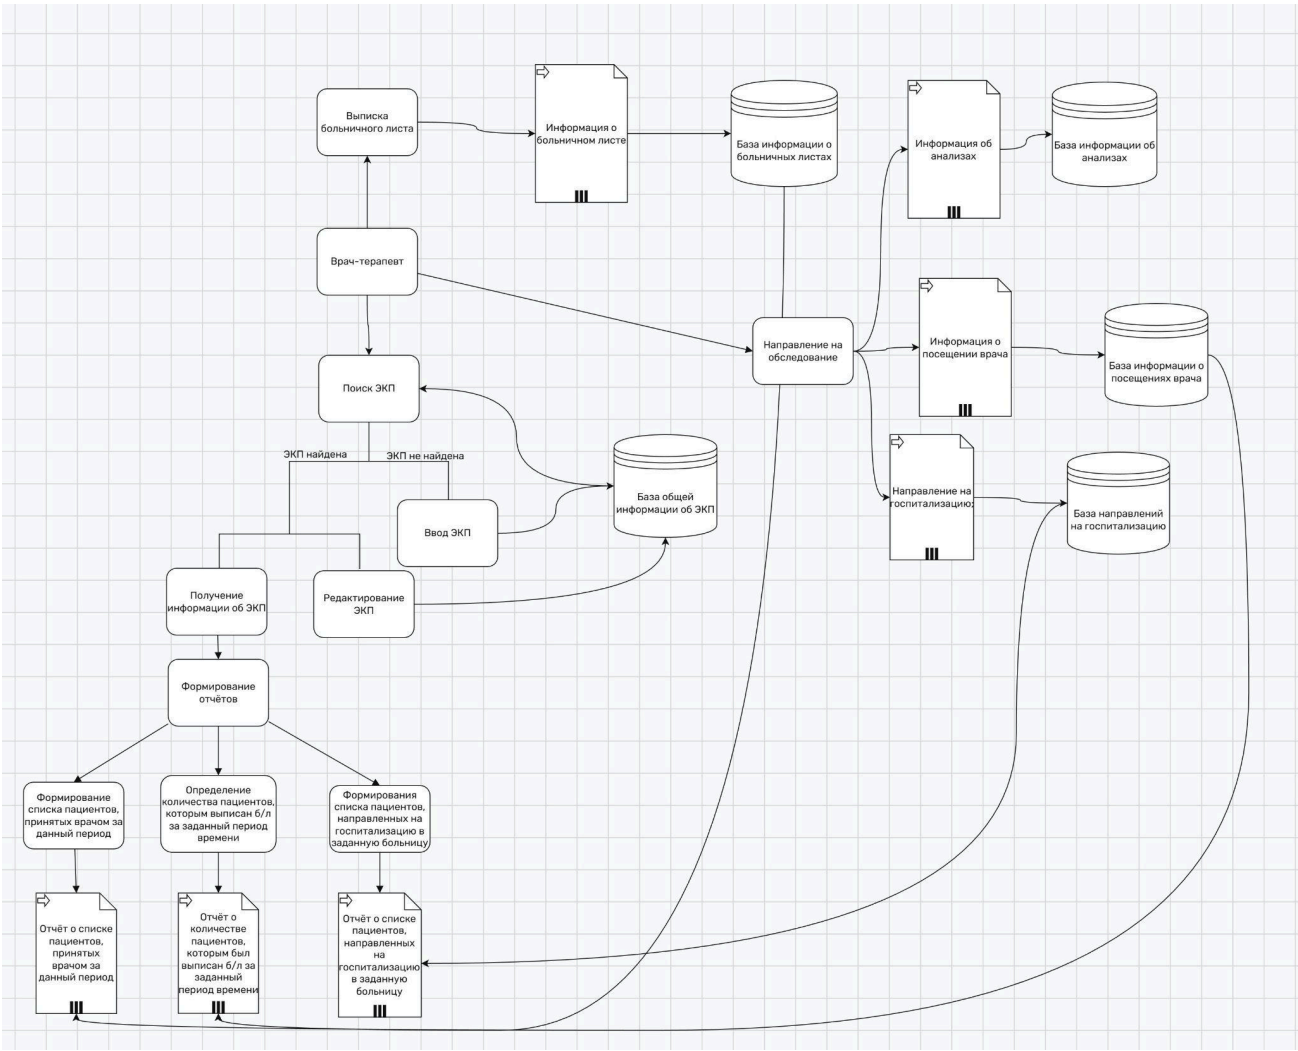 Выписка
больничного листа
Информация о
больничном листе
База информации о
больничных листах
Информация об
анализах
База информации об
анализах
Врач-терапевт
Направление на
обследование
Информация о
посещении врача
База информации о
посещениях врача
Поиск ЭКП
ЭКП найдена
ЭКП не найдена
Ввод ЭКП
База общей
информации об ЭКП
Направление на
госпитализацию;
База направлений
на госпитализацию
Получение
информации об ЭКП
Редактирование
ЭКП
Формирование
отчётов
Формирование
списка пациентов,
принятых врачом за
данный период
Определение
количества пациентов,
которым выписан б/л
за заданный период
времени
Формирования
списка пациентов,
направленных на
госпитализацию в
заданную больницу
Отчёт о списке
пациентов,
принятых
врачом за
данный период
Отчёт о
количестве
пациентов,
которым был
выписан б/л за
заданный
период времени
Отчёт о списке
пациентов,
направленных
на
госпитализацию
в заданную
больницу